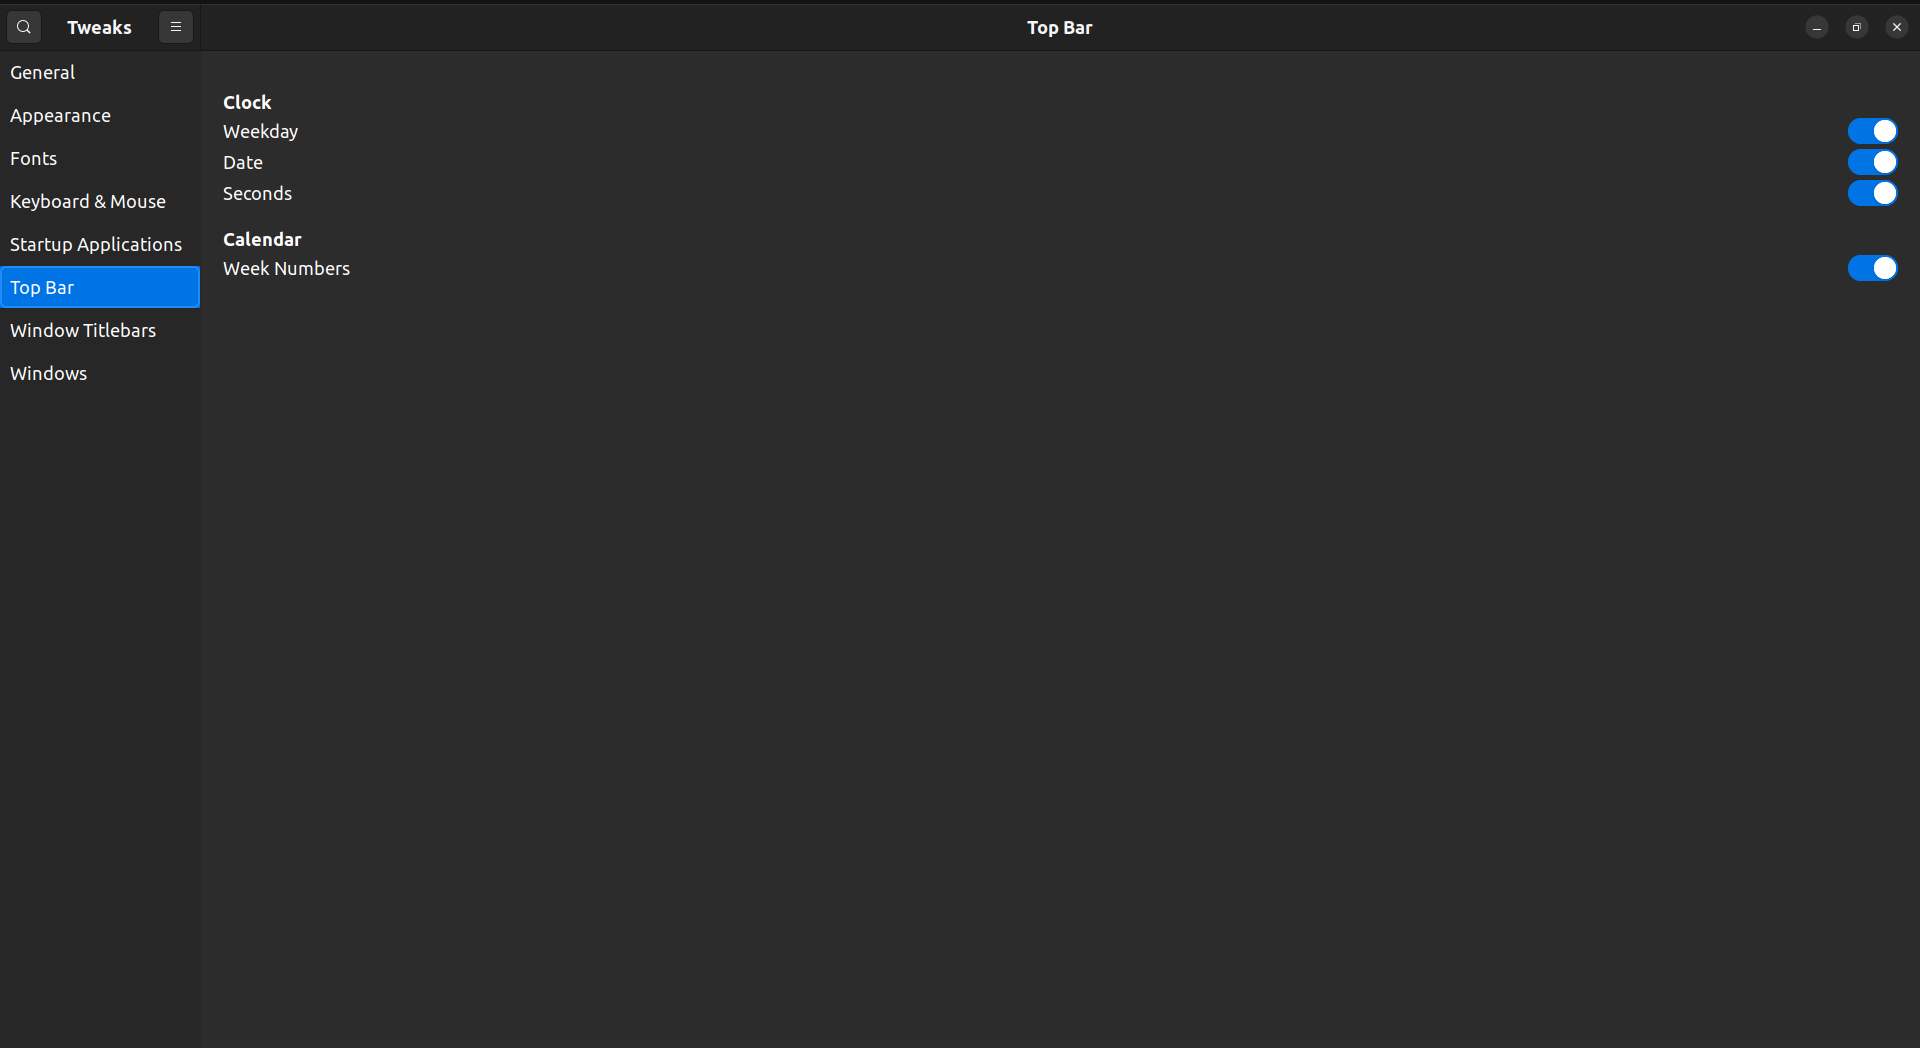 Tweaks
Top Bar
General
Appearance
Fonts
Keyboard & Mouse
Startup Applications
Top Bar
Window Titlebars
Windows
Clock
Weekday
Date
Seconds
Calendar
Week Numbers